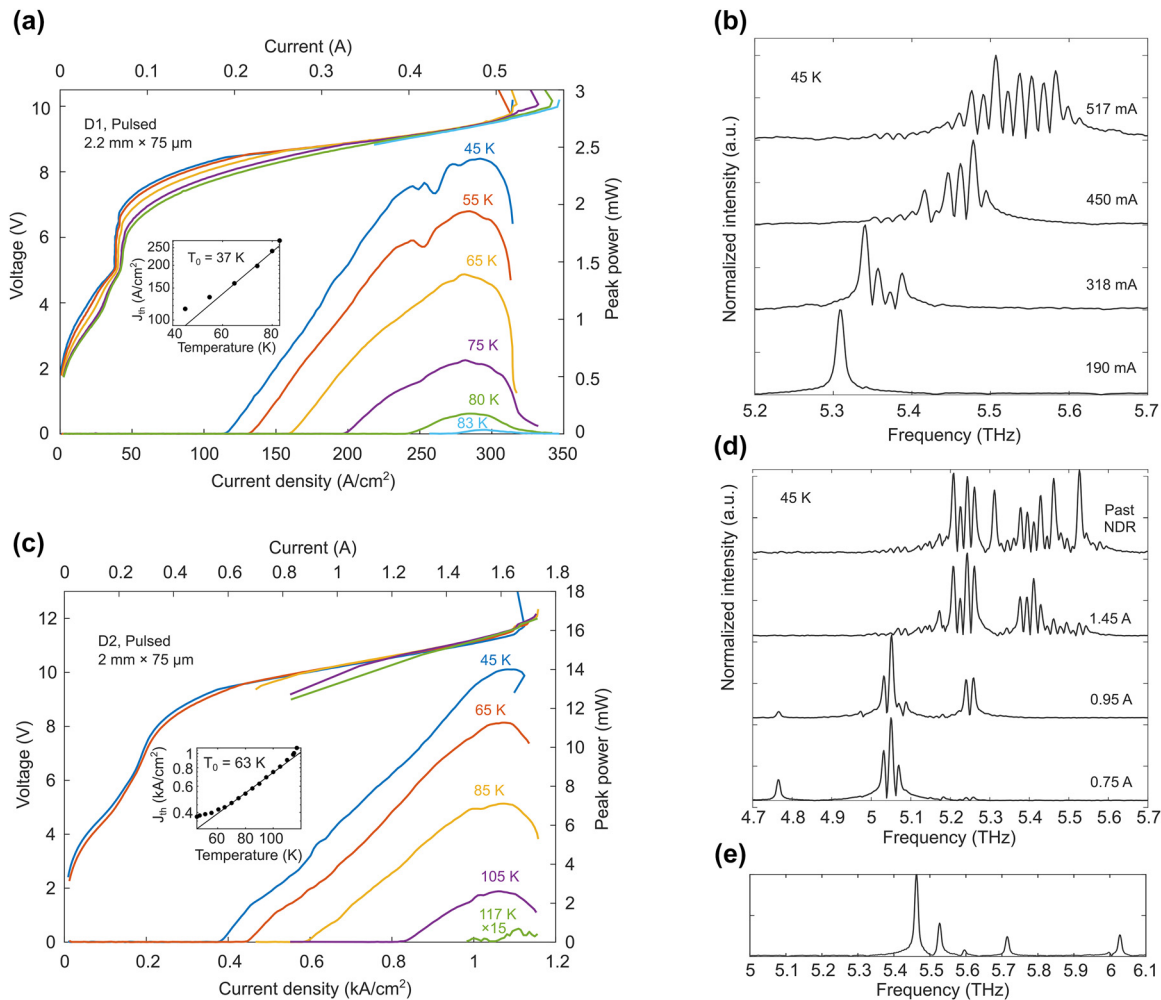 (a)
Current (A)
0 0.1 0.2 0.3 0.4 0.5
D1, Pulsed
2.2 mm × 75 µm
Voltage (V)
10
8
6
4
2
0
45 K
55 K
65 K
75 K
80 K
83 K
T0 = 37 K
Jth (A/cm2)
250
200
150
100
40 60 80
Temperature (K)
Peak power (mW)
3
2.5
2
1.5
1
0.5
0
0 50 100 150 200 250 300 350
Current density (A/cm2)
(b)
Normalized intensity (a.u.)
45 K
517 mA
450 mA
318 mA
190 mA
5.2 5.3 5.4 5.5 5.6 5.7
Frequency (THz)
(c)
Current (A)
0 0.2 0.4 0.6 0.8 1 1.2 1.4 1.6 1.8
D2, Pulsed
2 mm × 75 µm
Voltage (V)
12
10
8
6
4
2
0
45 K
65 K
85 K
105 K
117 K
×15
T0 = 63 K
Jth (kA/cm2)
1
0.8
0.6
0.4
60 80 100
Temperature (K)
Peak power (mW)
18
16
14
12
10
8
6
4
2
0
0 0.2 0.4 0.6 0.8 1 1.2
Current density (kA/cm2)
(d)
Normalized intensity (a.u.)
45 K
Past
NDR
1.45 A
0.95 A
0.75 A
4.7 4.8 4.9 5 5.1 5.2 5.3 5.4 5.5 5.6 5.7
Frequency (THz)
(e)
5 5.1 5.2 5.3 5.4 5.5 5.6 5.7 5.8 5.9 6 6.1
Frequency (THz)